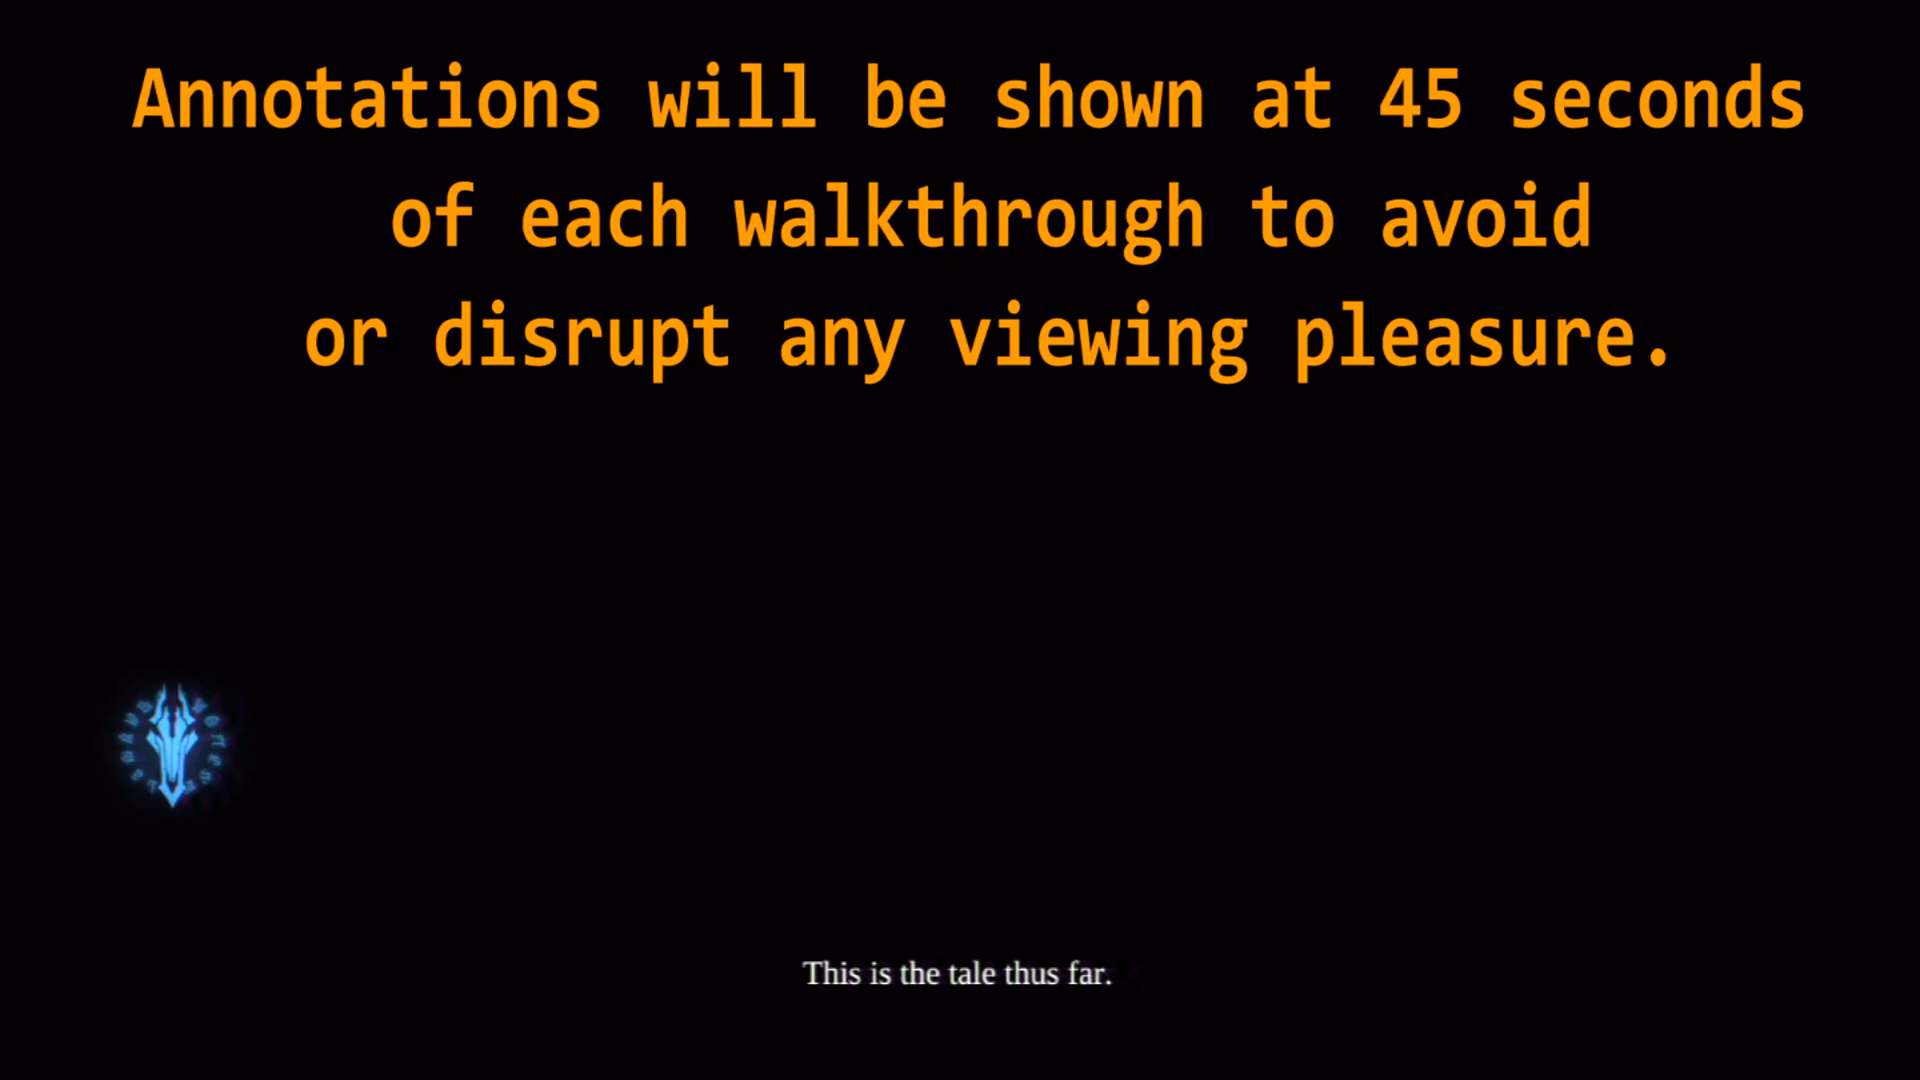 Annotations will be shown at 45 seconds
of each walkthrough to avoid
or disrupt any viewing pleasure.
This is the tale thus far.